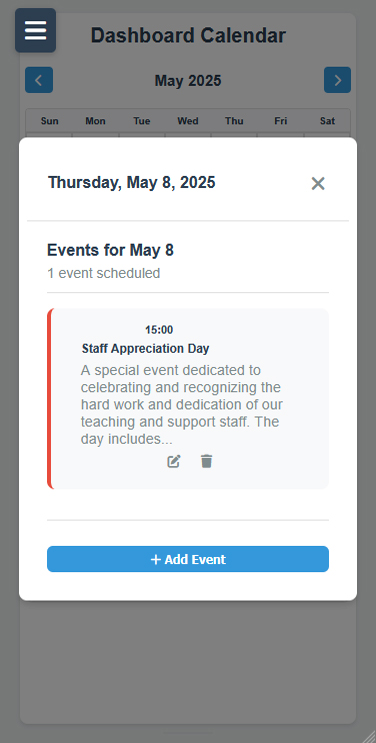 Dashboard Calendar
May 2025
Sun Mon Tue Wed Thu Fri Sat
Thursday, May 8, 2025
Events for May 8
1 event scheduled
15:00
Staff Appreciation Day
A special event dedicated to
celebrating and recognizing the
hard work and dedication of our
teaching and support staff. The
day includes...
+ Add Event